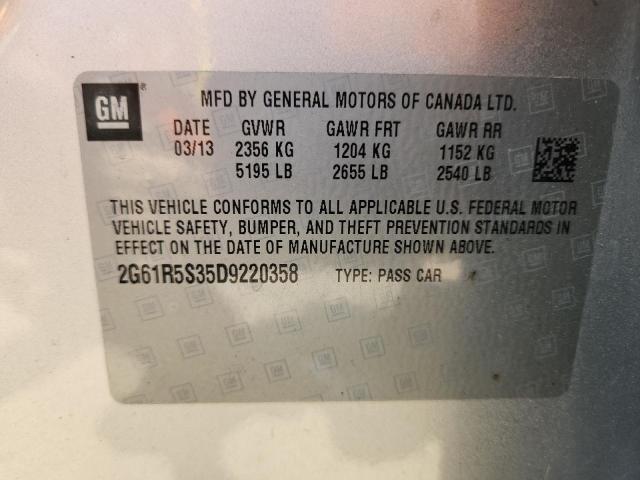 GM
MFD BY GENERAL MOTORS OF CANADA LTD.
DATE GVWR GAWR FRT GAWR RR
03/13 2356 KG 1204 KG 1152 KG
5195 LB 2655 LB 2540 LB
THIS VEHICLE CONFORMS TO ALL APPLICABLE U.S. FEDERAL MOTOR
VEHICLE SAFETY, BUMPER, AND THEFT PREVENTION STANDARDS IN
EFFECT ON THE DATE OF MANUFACTURE SHOWN ABOVE.
2G61R5S35D9220358 TYPE: PASS CAR